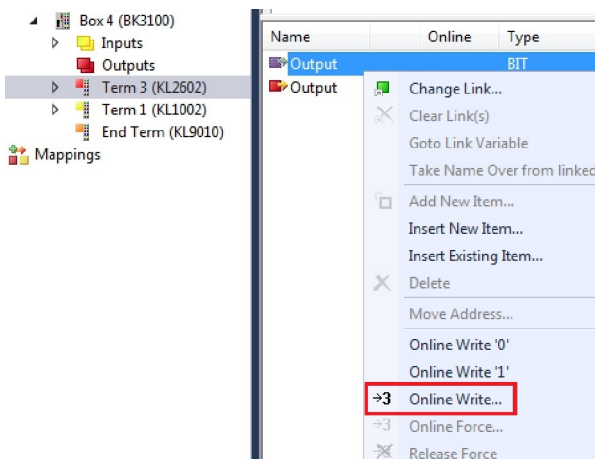 Box 4 (BK3100)
Inputs
Outputs
Term 3 (KL2602)
Term 1 (KL1002)
End Term (KL9010)
Mappings
Name Online Type
Output BIT
Output
Change Link...
Clear Link(s)
Goto Link Variable
Take Name Over from linked
Add New Item...
Insert New Item...
Insert Existing Item...
Delete
Move Address...
Online Write '0'
Online Write '1'
→3 Online Write...
→3 Online Force...
Release Force